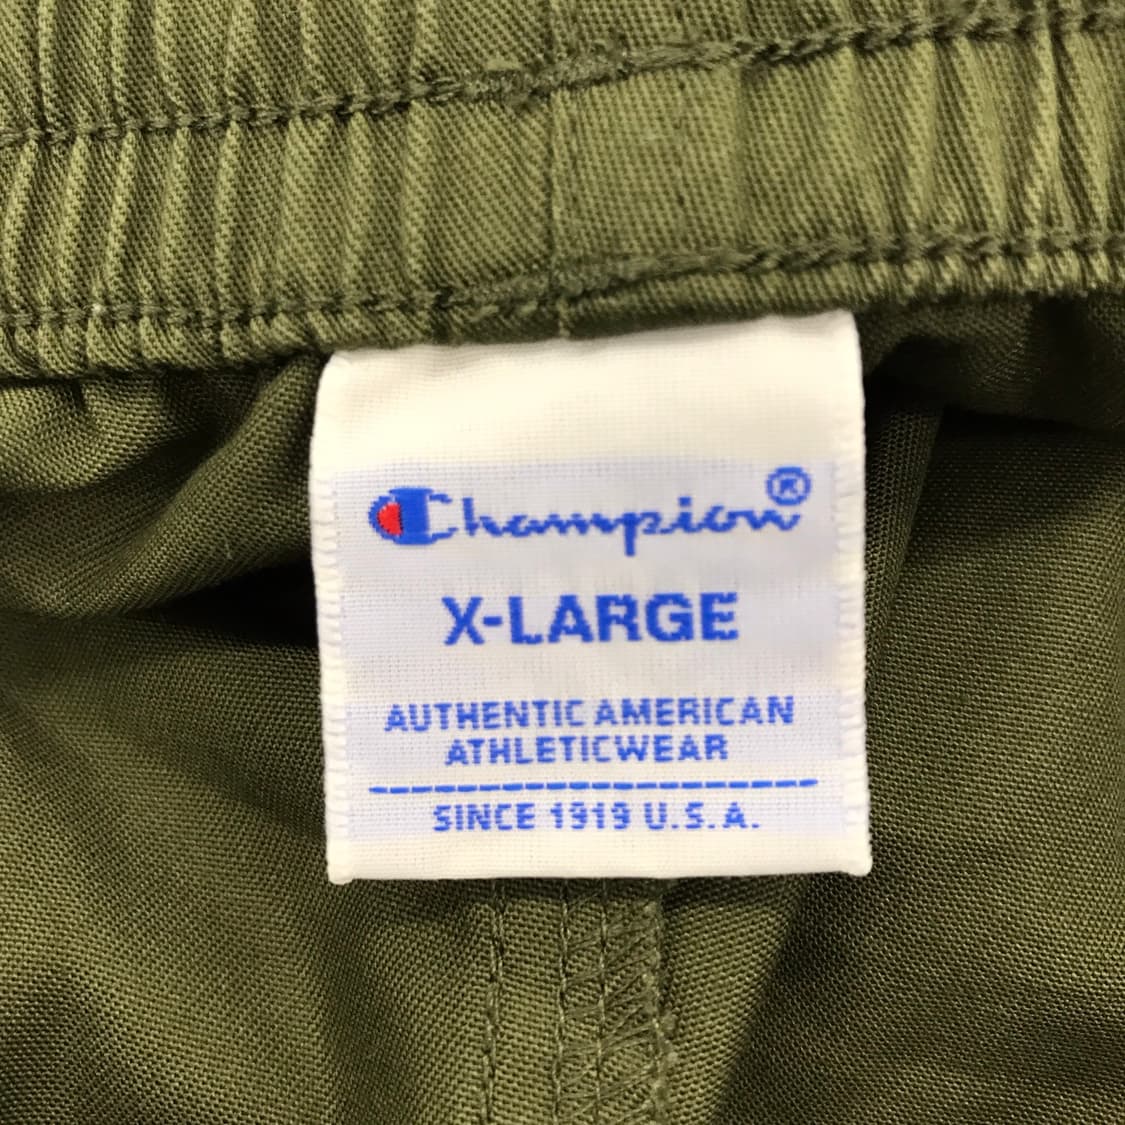 Champion®
X-LARGE
AUTHENTIC AMERICAN
ATHLETICWEAR
SINCE 1919 U.S.A.